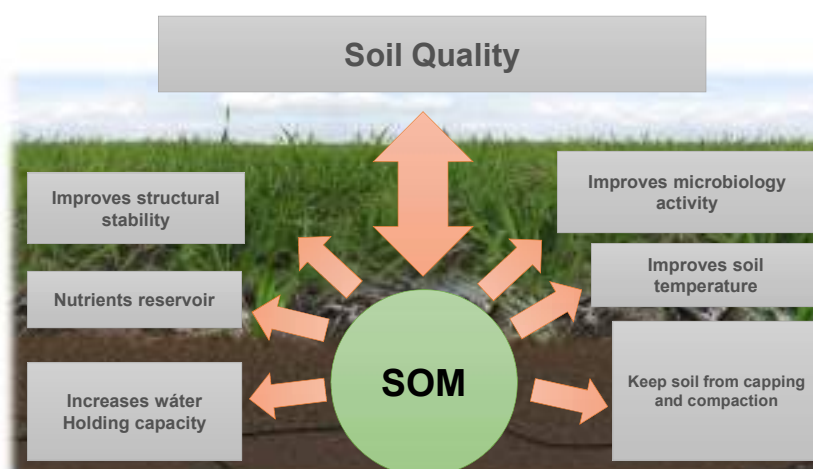 Soil Quality
Improves structural
stability
Nutrients reservoir
Increases wáter
Holding capacity
SOM
Improves microbiology
activity
Improves soil
temperature
Keep soil from capping
and compaction